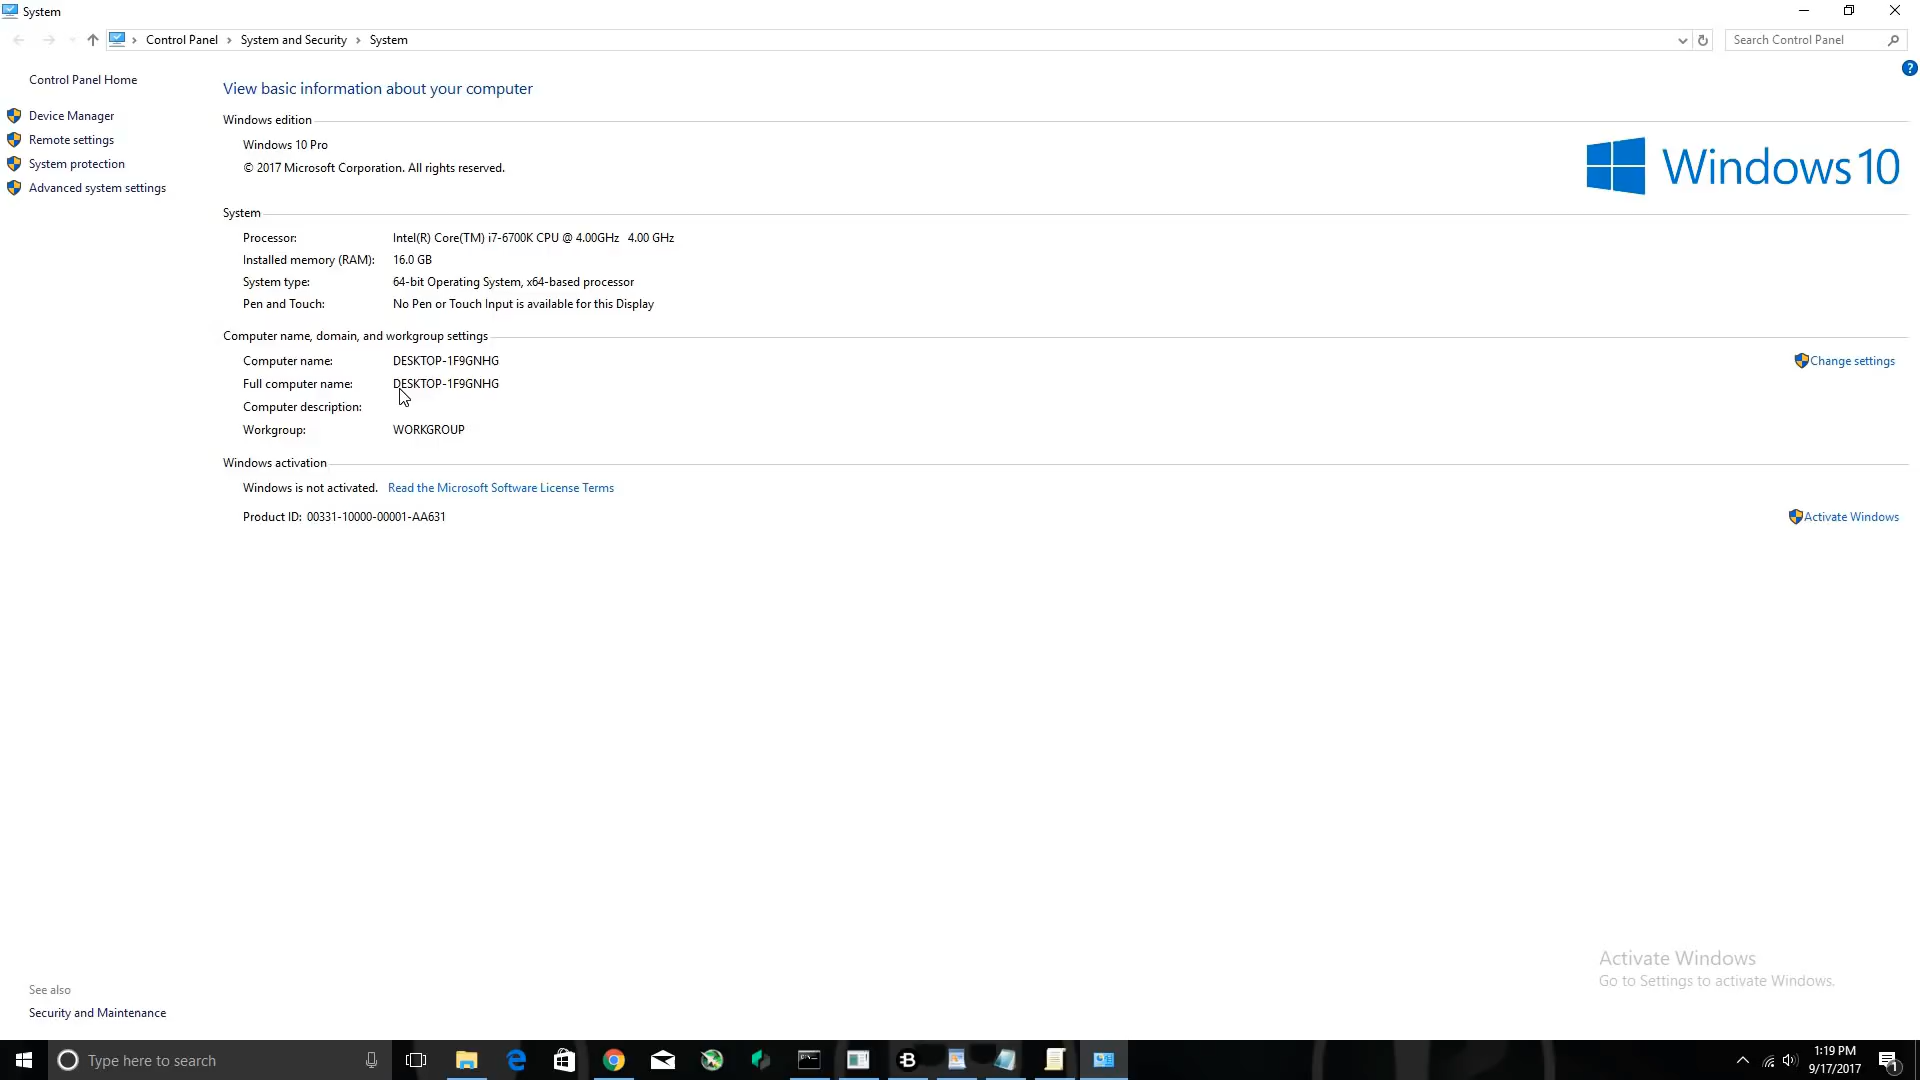 System
Control Panel > System and Security > System
Search Control Panel
Control Panel Home
Device Manager
Remote settings
System protection
Advanced system settings
View basic information about your computer
Windows edition
Windows 10 Pro
© 2017 Microsoft Corporation. All rights reserved.
Windows 10
System
Processor: Intel(R) Core(TM) i7-6700K CPU @ 4.00GHz 4.00 GHz
Installed memory (RAM): 16.0 GB
System type: 64-bit Operating System, x64-based processor
Pen and Touch: No Pen or Touch Input is available for this Display
Computer name, domain, and workgroup settings
Computer name: DESKTOP-1F9GNHG
Change settings
Full computer name: DESKTOP-1F9GNHG
Computer description:
Workgroup: WORKGROUP
Windows activation
Windows is not activated. Read the Microsoft Software License Terms
Product ID: 00331-10000-00001-AA631
Activate Windows
Activate Windows
Go to Settings to activate Windows.
See also
Security and Maintenance
Type here to search
1:19 PM
9/17/2017
1